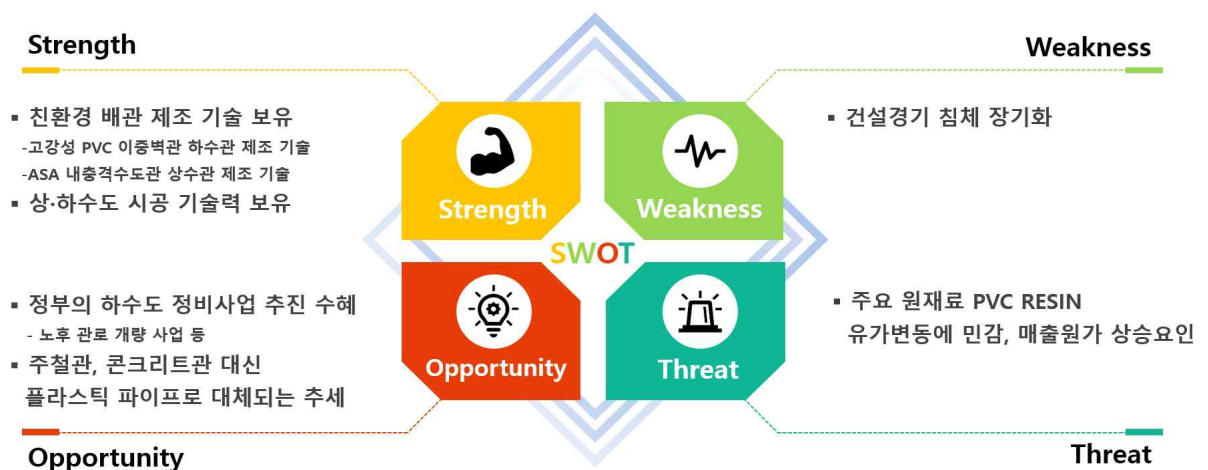 Strength
Weakness
▪ 친환경 배관 제조 기술 보유
-고강성 PVC 이중벽관 하수관 제조 기술
-ASA 내충격수도관 상수관 제조 기술
▪ 상·하수도 시공 기술력 보유
▪ 건설경기 침체 장기화
Strength
Weakness
SWOT
Opportunity
Threat
▪ 정부의 하수도 정비사업 추진 수혜
- 노후 관로 개량 사업 등
▪ 주철관, 콘크리트관 대신
플라스틱 파이프로 대체되는 추세
▪ 주요 원재료 PVC RESIN
유가변동에 민감, 매출원가 상승요인
Opportunity
Threat